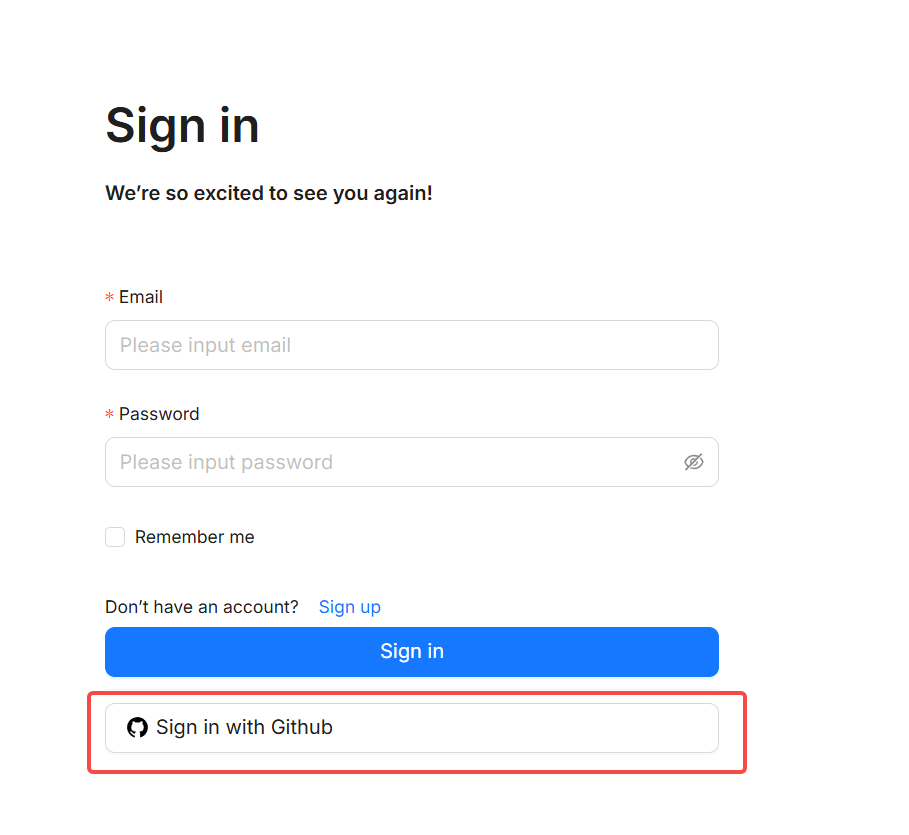 Sign in
We’re so excited to see you again!
* Email
Please input email
* Password
Please input password
Remember me
Don’t have an account? Sign up
Sign in
Sign in with Github